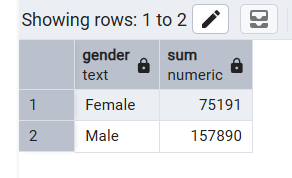 Showing rows: 1 to 2
gender sum
text numeric
1 Female 75191
2 Male 157890